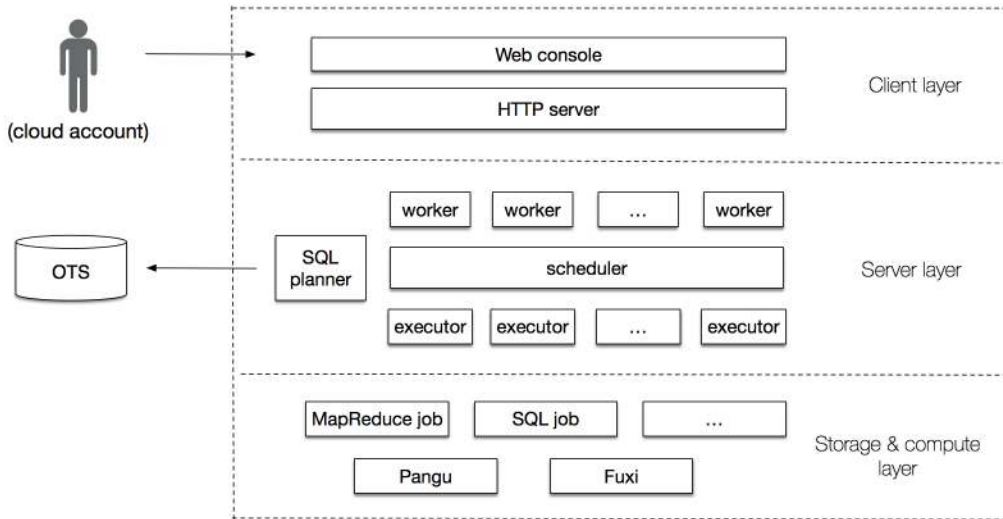 Web console
Client layer
HTTP server
(cloud account)
worker
worker
...
worker
SQL
planner
scheduler
Server layer
OTS
executor
executor
...
executor
MapReduce job
SQL job
...
Storage & compute
layer
Pangu
Fuxi